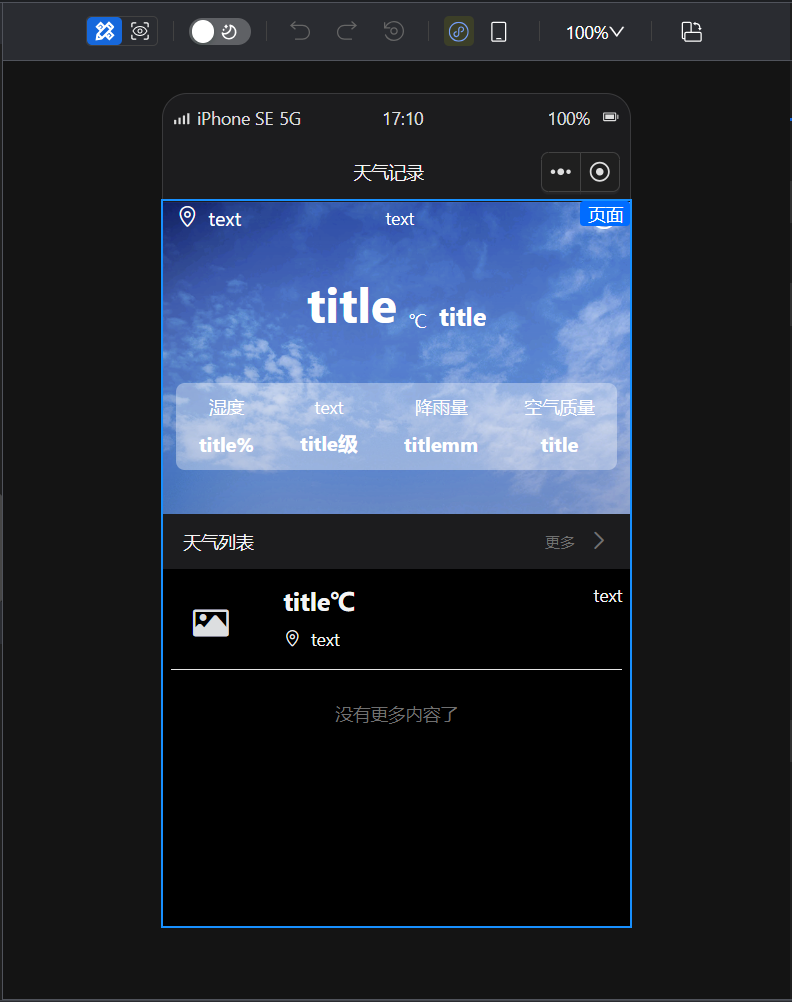 100%
iPhone SE 5G 17:10 100%
天气记录
text text 页面
title ℃ title
湿度 text 降雨量 空气质量
title% title级 titlemm title
天气列表 更多
title℃ text
text
没有更多内容了